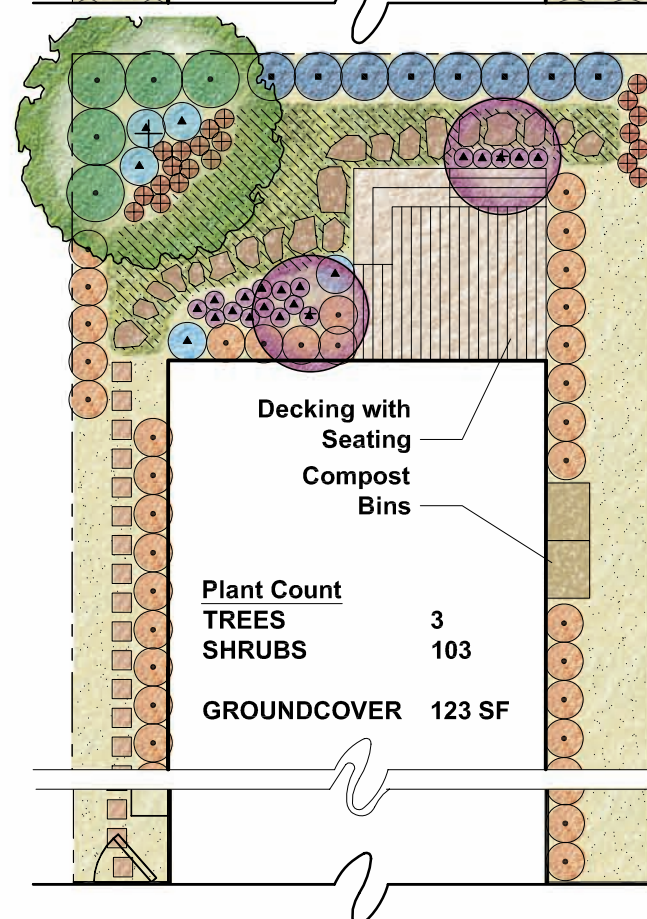 Decking with
Seating
Compost
Bins
Plant Count
TREES 3
SHRUBS 103
GROUNDCOVER 123 SF